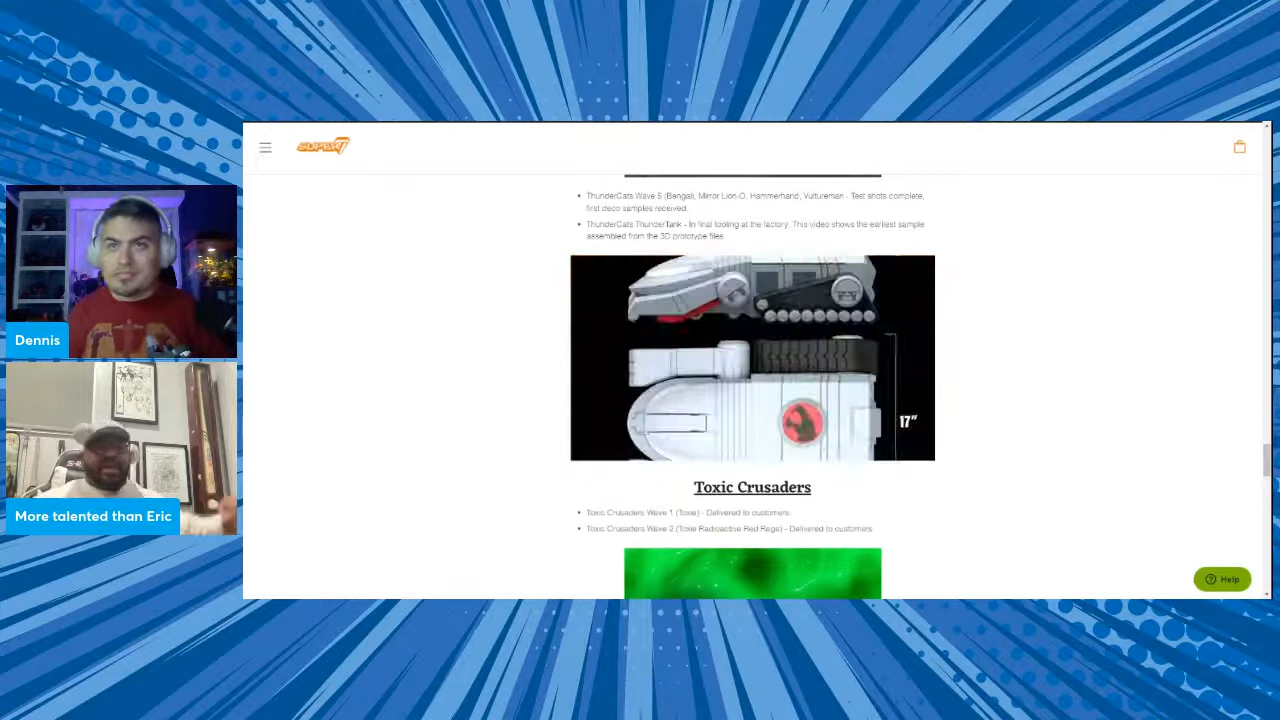 SUPER7
ThunderCats Wave 5 (Bengali, Mirror Lion-O, Hammerhand, Vultureman - Test shots complete,
first deco samples received.
ThunderCats ThunderTank - In final tooling at the factory. This video shows the earliest sample
assembled from the 3D prototype files.
17"
Toxic Crusaders
Toxic Crusaders Wave 1 (Toxie) - Delivered to customers.
Toxic Crusaders Wave 2 (Toxie Radioactive Red Rage) - Delivered to customers.
Help
Dennis
More talented than Eric